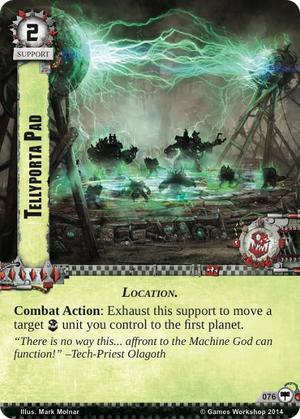 2
SUPPORT
TELLYPORTA PAD
LOCATION.
Combat Action: Exhaust this support to move a
target unit you control to the first planet.
“There is no way this... affront to the Machine God can
function!” –Tech-Priest Olagoth
076
Illus. Mark Molnar
© Games Workshop 2014